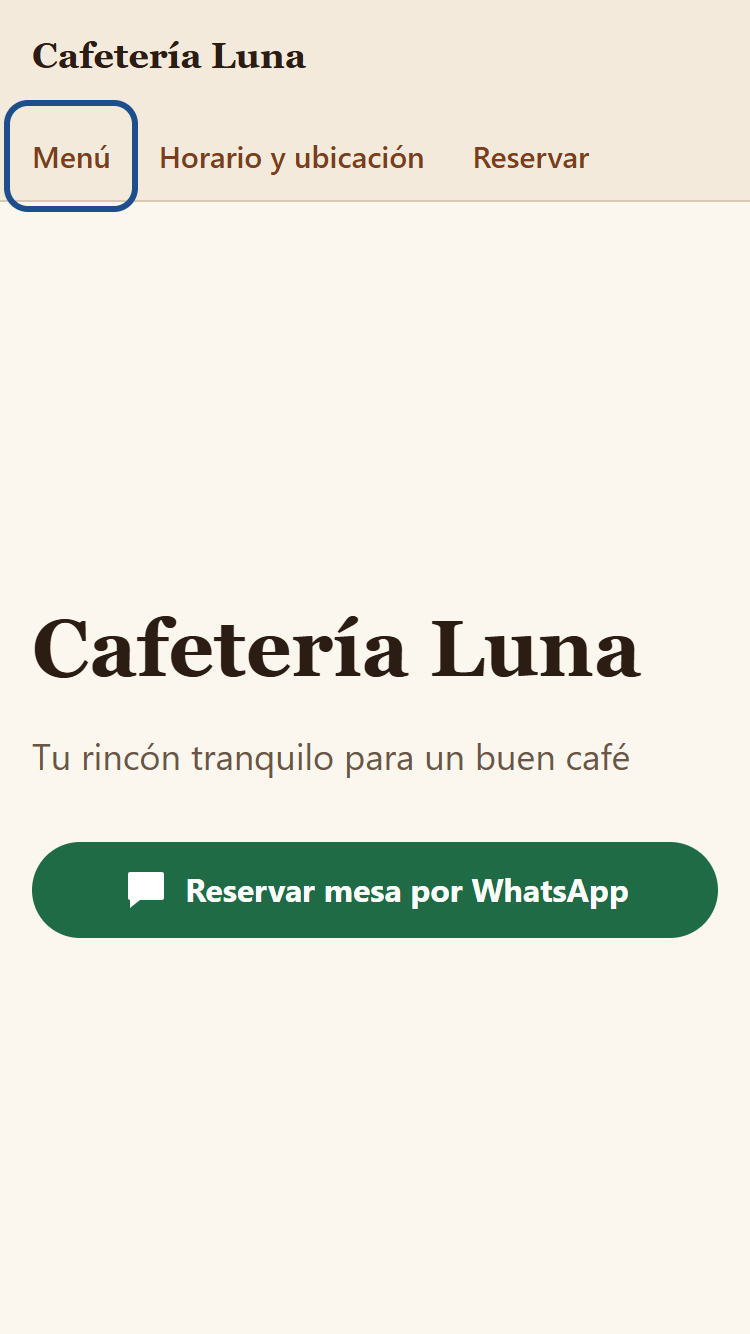 Cafetería Luna
Menú Horario y ubicación Reservar
Cafetería Luna
Tu rincón tranquilo para un buen café
Reservar mesa por WhatsApp